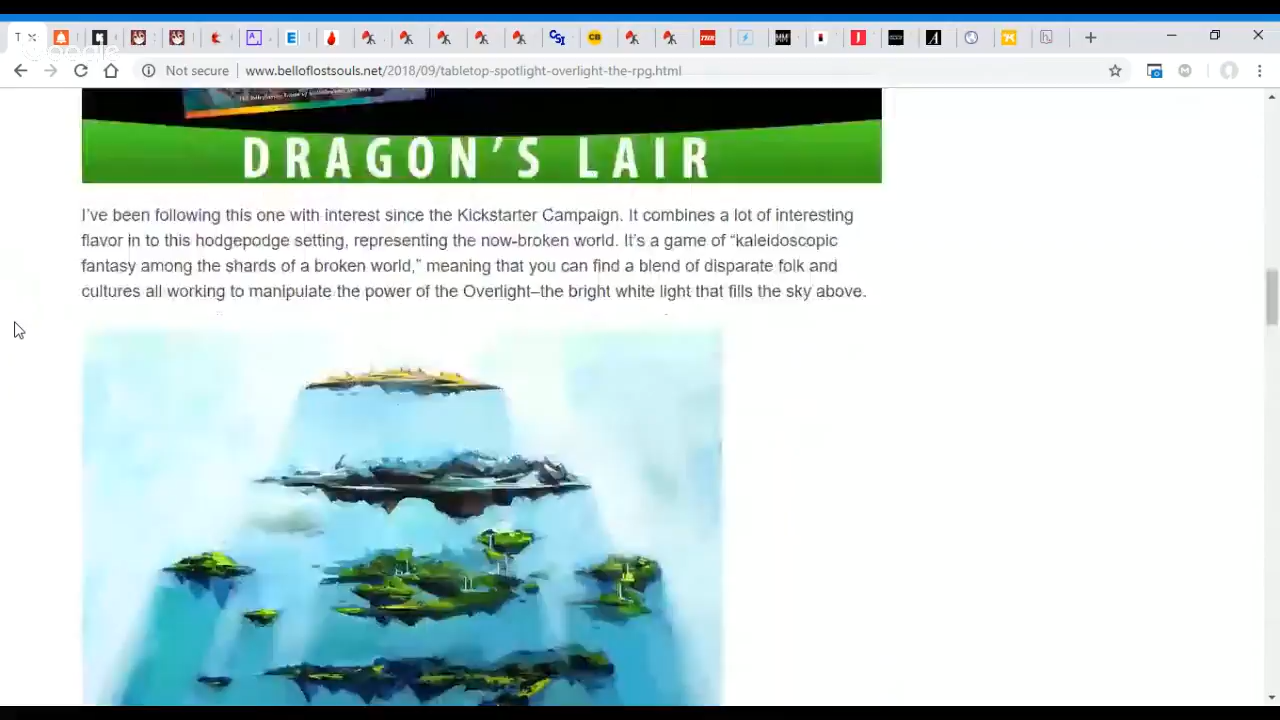 T
CSI
CB
THR
MM
J
A
Not secure
www.belloflostsouls.net/2018/09/tabletop-spotlight-overlight-the-rpg.html
DRAGON'S LAIR
I've been following this one with interest since the Kickstarter Campaign. It combines a lot of interesting
flavor in to this hodgepodge setting, representing the now-broken world. It's a game of “kaleidoscopic
fantasy among the shards of a broken world,” meaning that you can find a blend of disparate folk and
cultures all working to manipulate the power of the Overlight–the bright white light that fills the sky above.